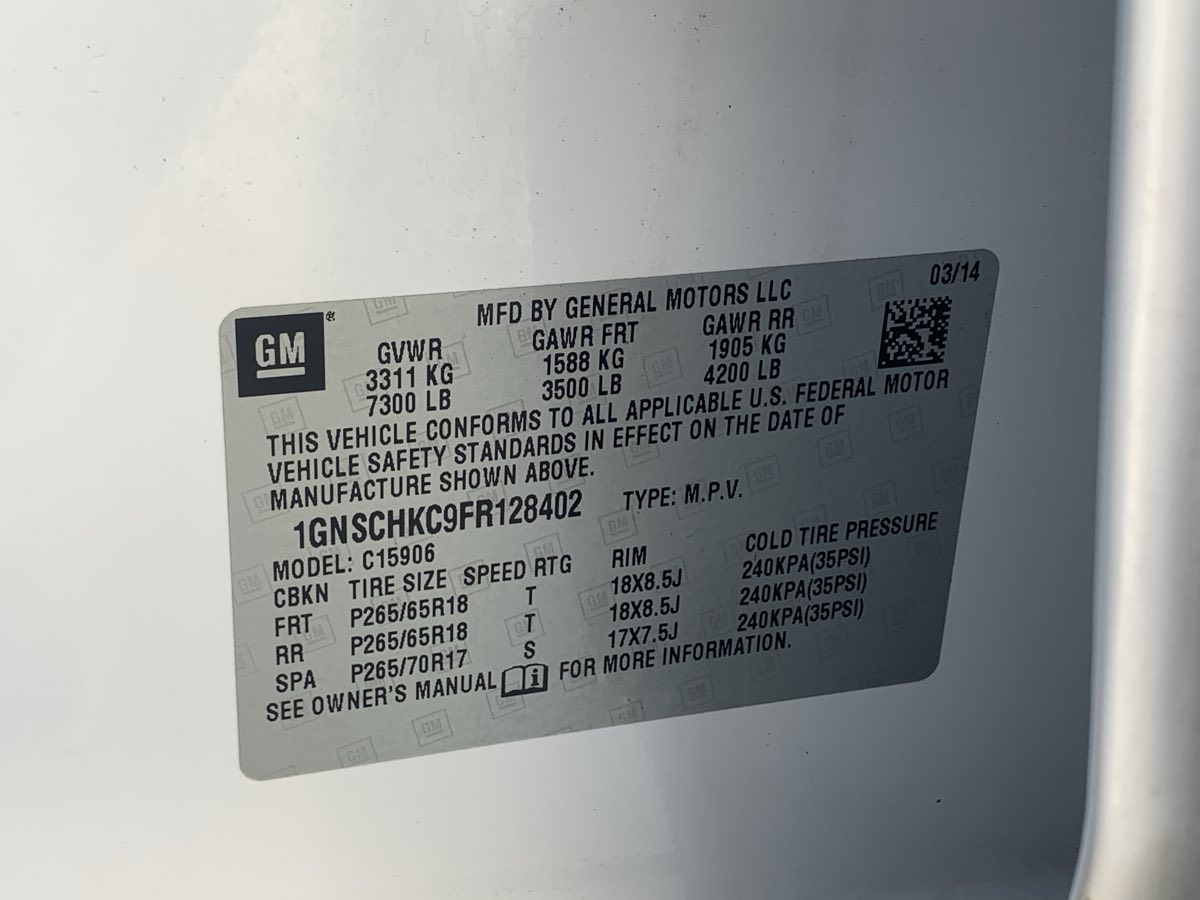 03/14
GM
MFD BY GENERAL MOTORS LLC
GVWR GAWR FRT GAWR RR
3311 KG 1588 KG 1905 KG
7300 LB 3500 LB 4200 LB
THIS VEHICLE CONFORMS TO ALL APPLICABLE U.S. FEDERAL MOTOR
VEHICLE SAFETY STANDARDS IN EFFECT ON THE DATE OF
MANUFACTURE SHOWN ABOVE.
1GNSCHKC9FR128402 TYPE: M.P.V.
MODEL: C15906
CBKN TIRE SIZE SPEED RTG RIM COLD TIRE PRESSURE
FRT P265/65R18 T 18X8.5J 240KPA(35PSI)
RR P265/65R18 T 18X8.5J 240KPA(35PSI)
SPA P265/70R17 S 17X7.5J 240KPA(35PSI)
SEE OWNER'S MANUAL i FOR MORE INFORMATION.